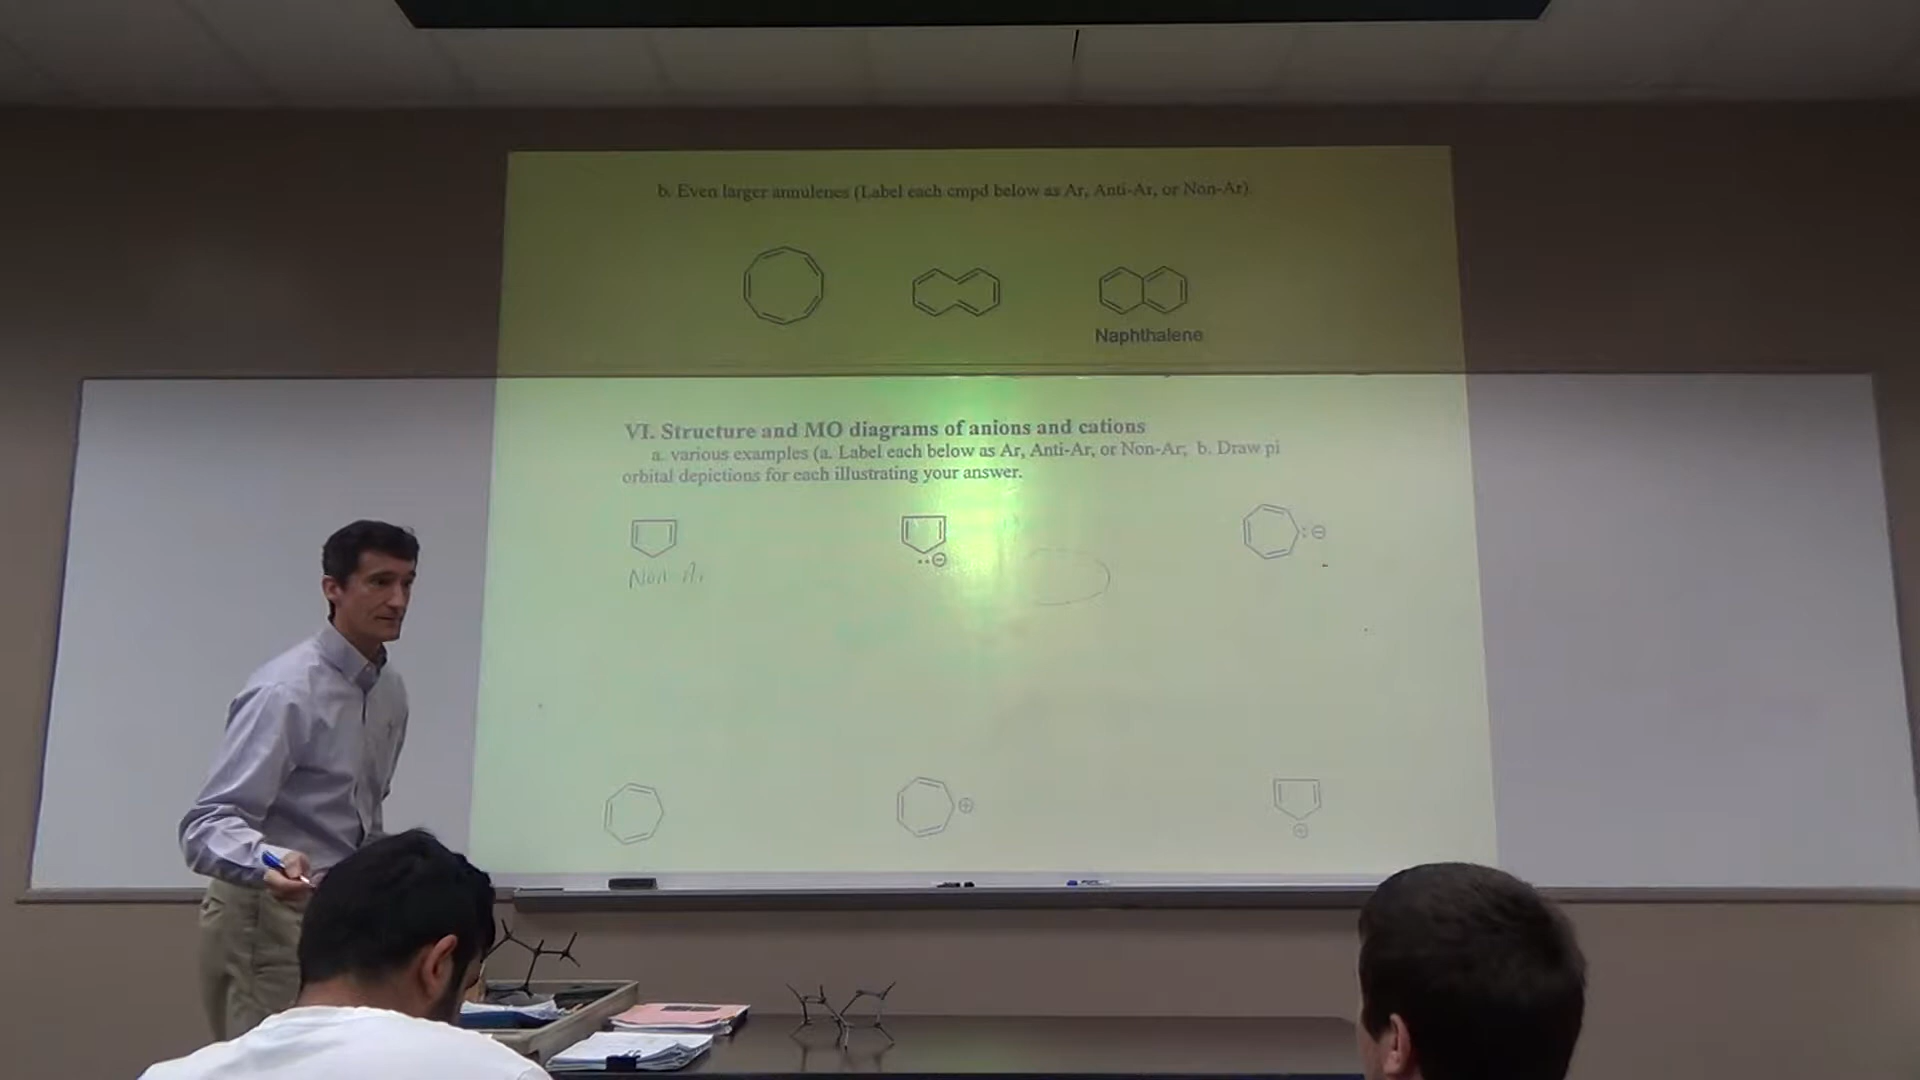 b. Even larger annulenes (Label each cmpd below as Ar, Anti-Ar, or Non-Ar)
Naphthalene
VI. Structure and MO diagrams of anions and cations
a. various examples (a. Label each below as Ar, Anti-Ar, or Non-Ar; b. Draw pi
orbital depictions for each illustrating your answer.
Non-Ar